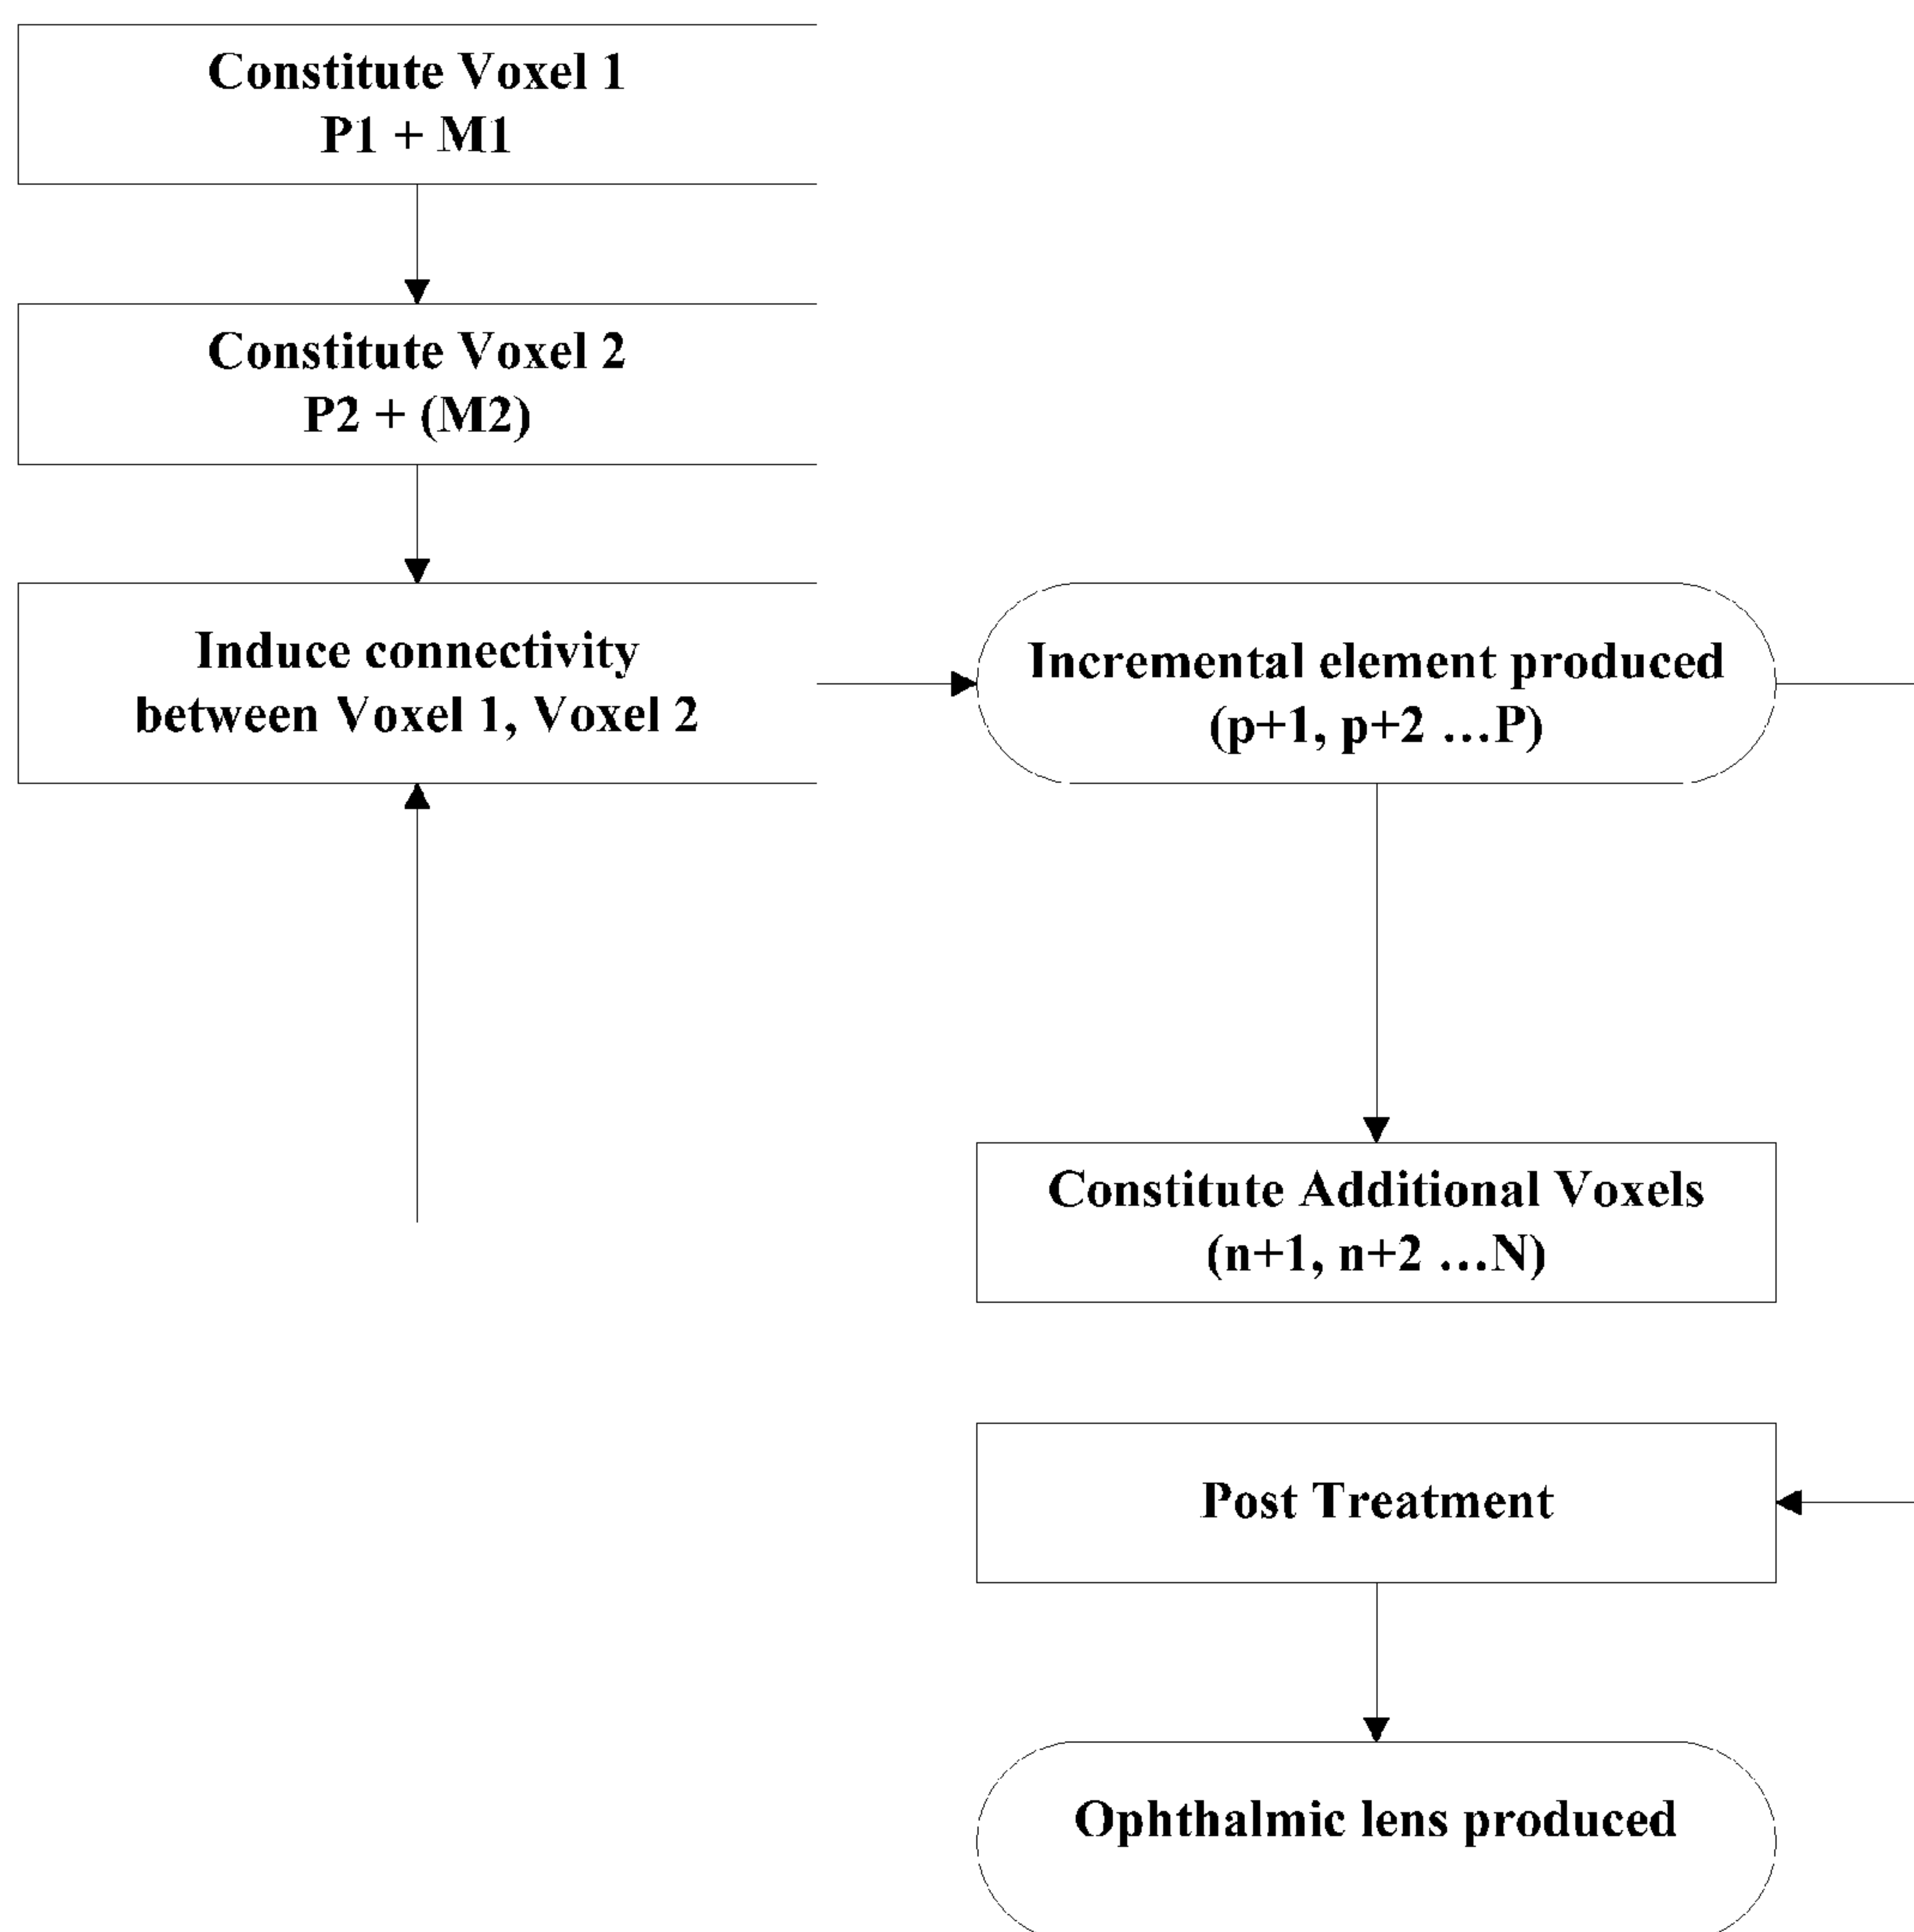 Constitute Voxel 1
P1 + M1
Constitute Voxel 2
P2 + (M2)
Induce connectivity
between Voxel 1, Voxel 2
Incremental element produced
(p+1, p+2 …P)
Constitute Additional Voxels
(n+1, n+2 …N)
Post Treatment
Ophthalmic lens produced